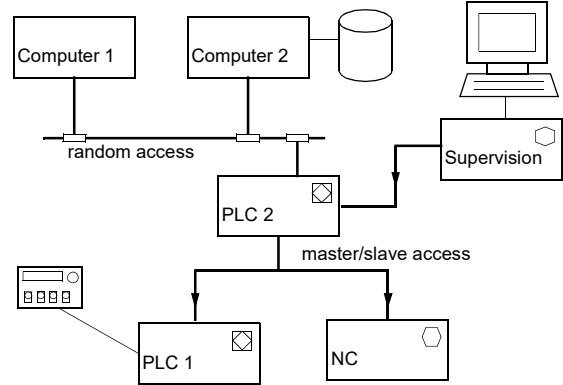 Computer 1
Computer 2
random access
Supervision
PLC 2
master/slave access
PLC 1
NC